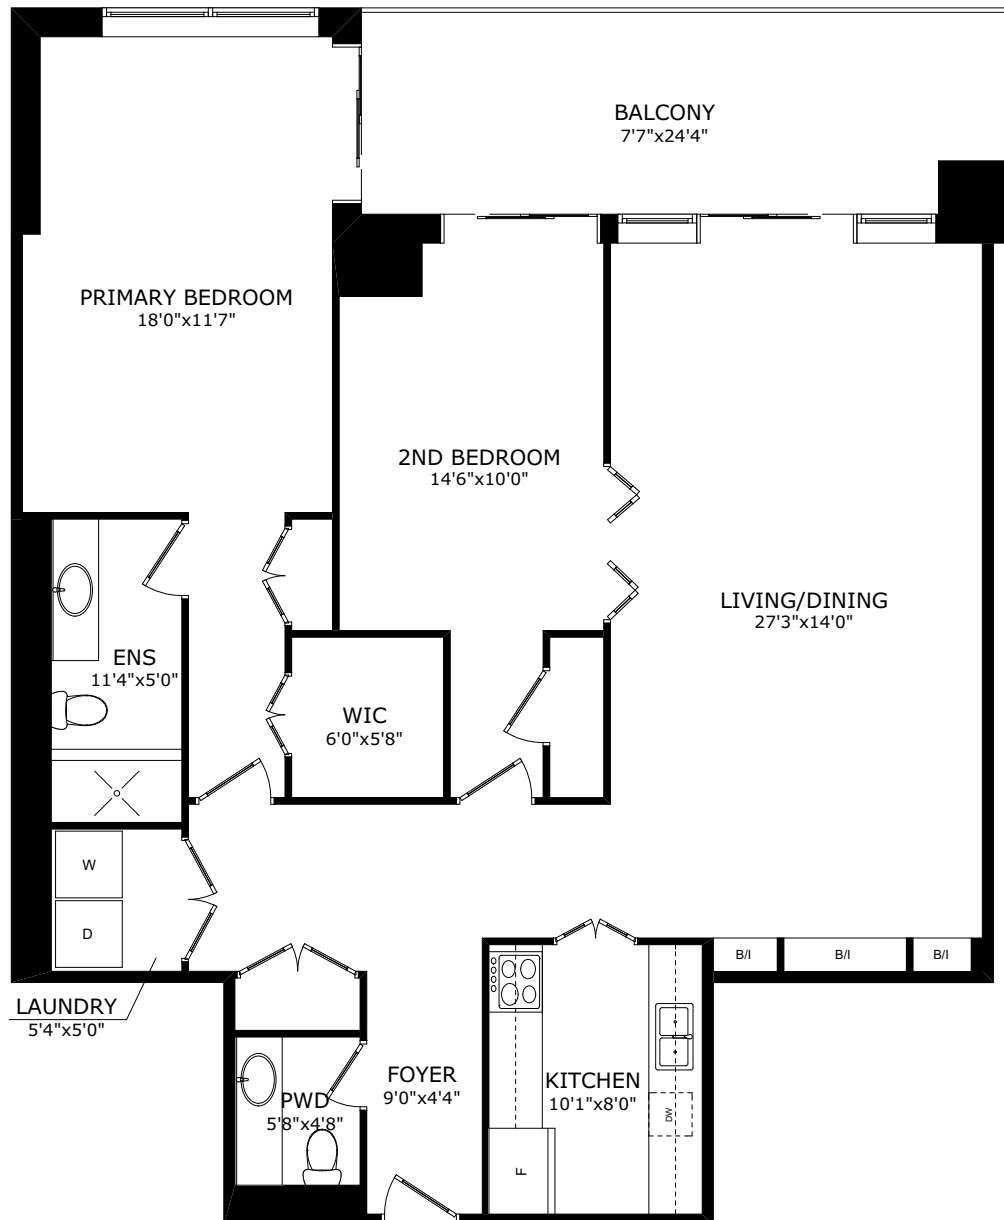 BALCONY
7'7"x24'4"
PRIMARY BEDROOM
18'0"x11'7"
2ND BEDROOM
14'6"x10'0"
LIVING/DINING
27'3"x14'0"
ENS
11'4"x5'0"
WIC
6'0"x5'8"
W
D
LAUNDRY
5'4"x5'0"
B/I
B/I
B/I
FOYER
9'0"x4'4"
KITCHEN
10'1"x8'0"
PWD
5'8"x4'8"
DW
F